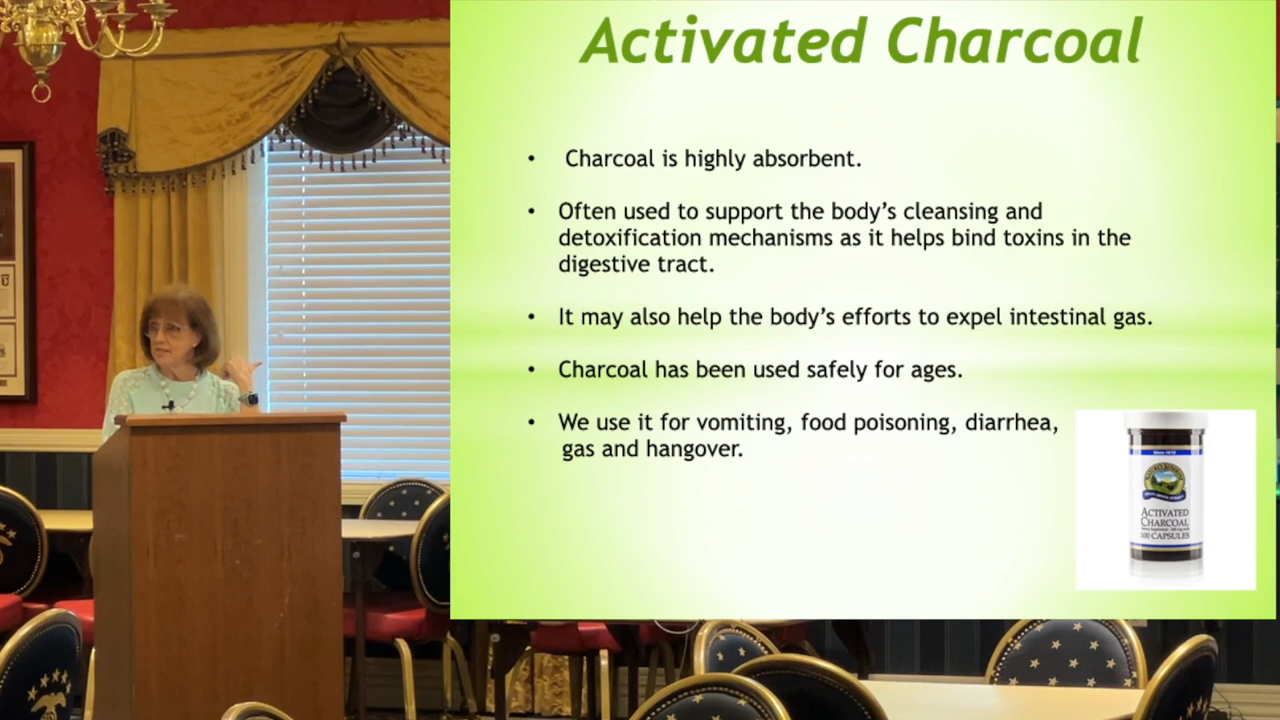 Activated Charcoal
• Charcoal is highly absorbent.
• Often used to support the body’s cleansing and
detoxification mechanisms as it helps bind toxins in the
digestive tract.
• It may also help the body’s efforts to expel intestinal gas.
• Charcoal has been used safely for ages.
• We use it for vomiting, food poisoning, diarrhea,
gas and hangover.
ACTIVATED
CHARCOAL
100 CAPSULES